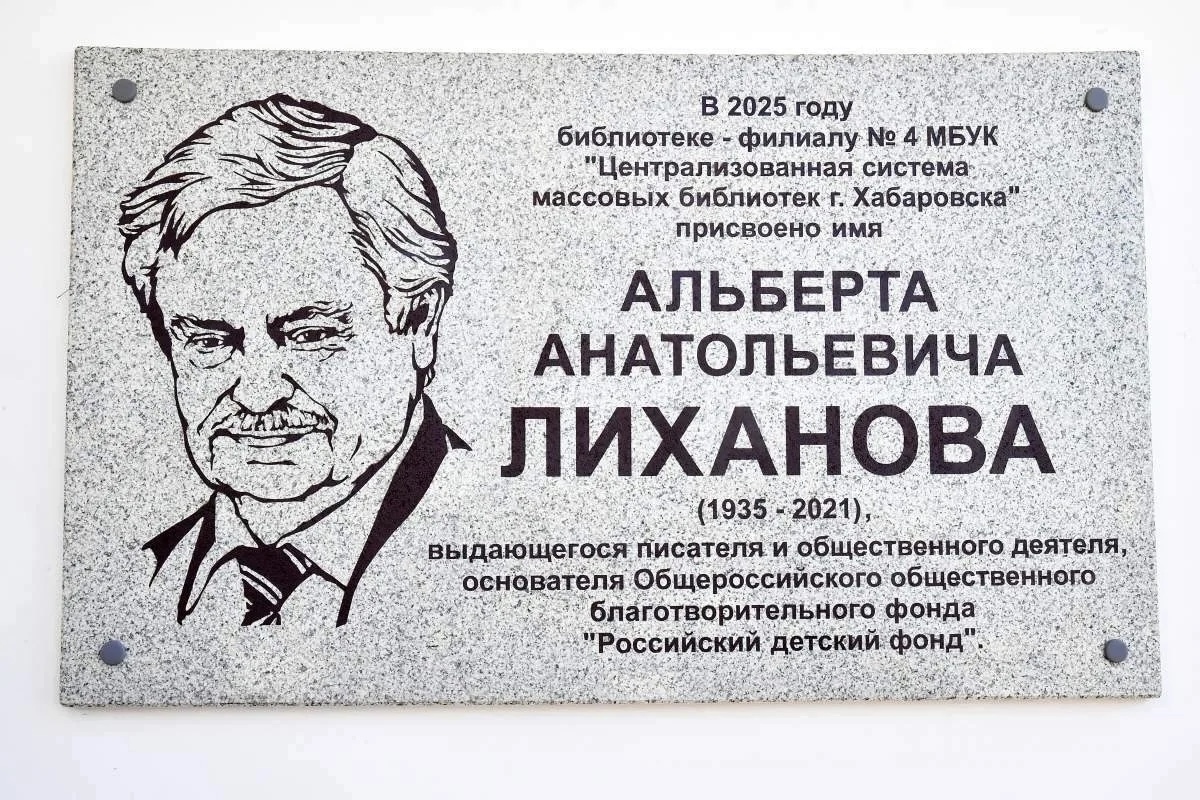 В 2025 году
библиотеке - филиалу № 4 МБУК
"Централизованная система
массовых библиотек г. Хабаровска"
присвоено имя
АЛЬБЕРТА
АНАТОЛЬЕВИЧА
ЛИХАНОВА
(1935 - 2021),
выдающегося писателя и общественного деятеля,
основателя Общероссийского общественного
благотворительного фонда
"Российский детский фонд".